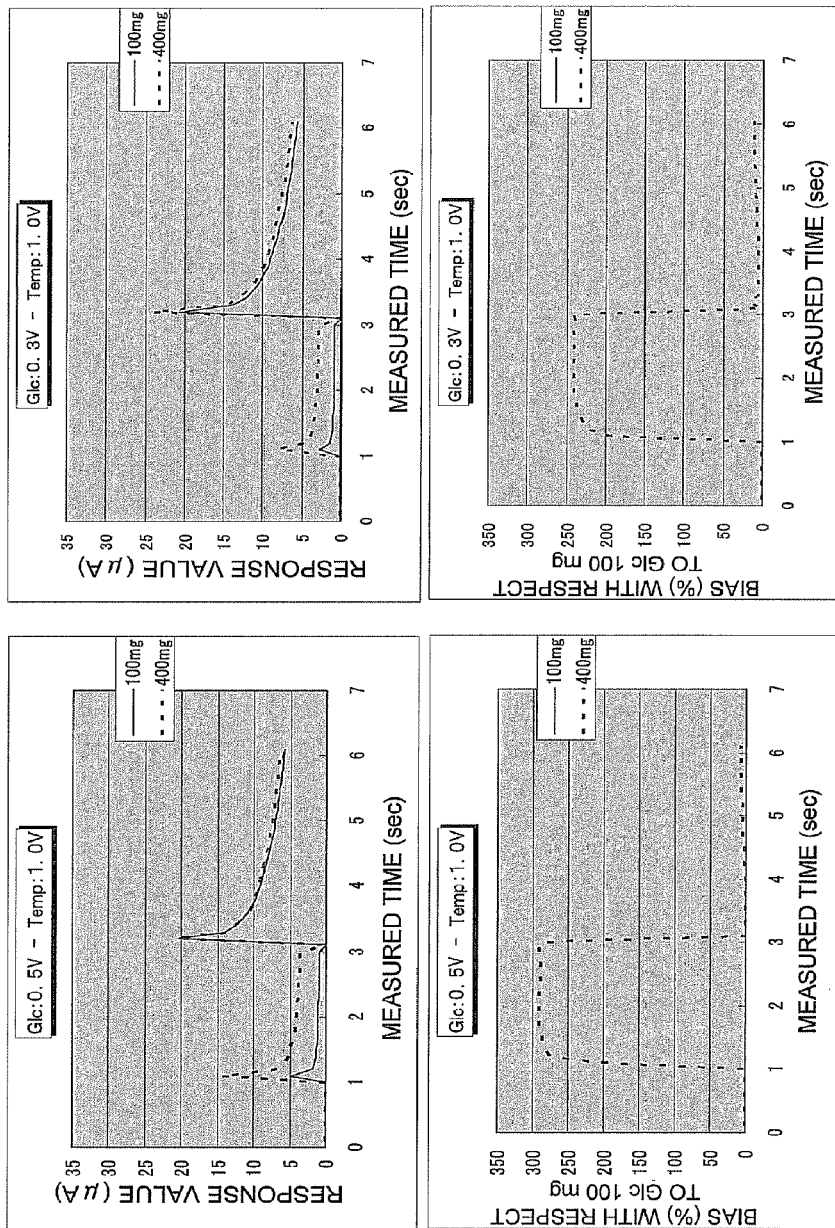 Glc:0. 5V - Temp:1. 0V
RESPONSE VALUE (μA)
35
30
25
20
15
10
5
0
0
1
2
3
4
5
6
7
MEASURED TIME (sec)
100mg
400mg
Glc:0. 3V - Temp:1. 0V
RESPONSE VALUE (μA)
35
30
25
20
15
10
5
0
0
1
2
3
4
5
6
7
MEASURED TIME (sec)
100mg
400mg
Glc:0. 5V - Temp:1. 0V
BIAS (%) WITH RESPECT
TO Glc 100 mg
350
300
250
200
150
100
50
0
0
1
2
3
4
5
6
7
MEASURED TIME (sec)
100mg
400mg
Glc:0. 3V - Temp:1. 0V
BIAS (%) WITH RESPECT
TO Glc 100 mg
350
300
250
200
150
100
50
0
0
1
2
3
4
5
6
7
MEASURED TIME (sec)
100mg
400mg